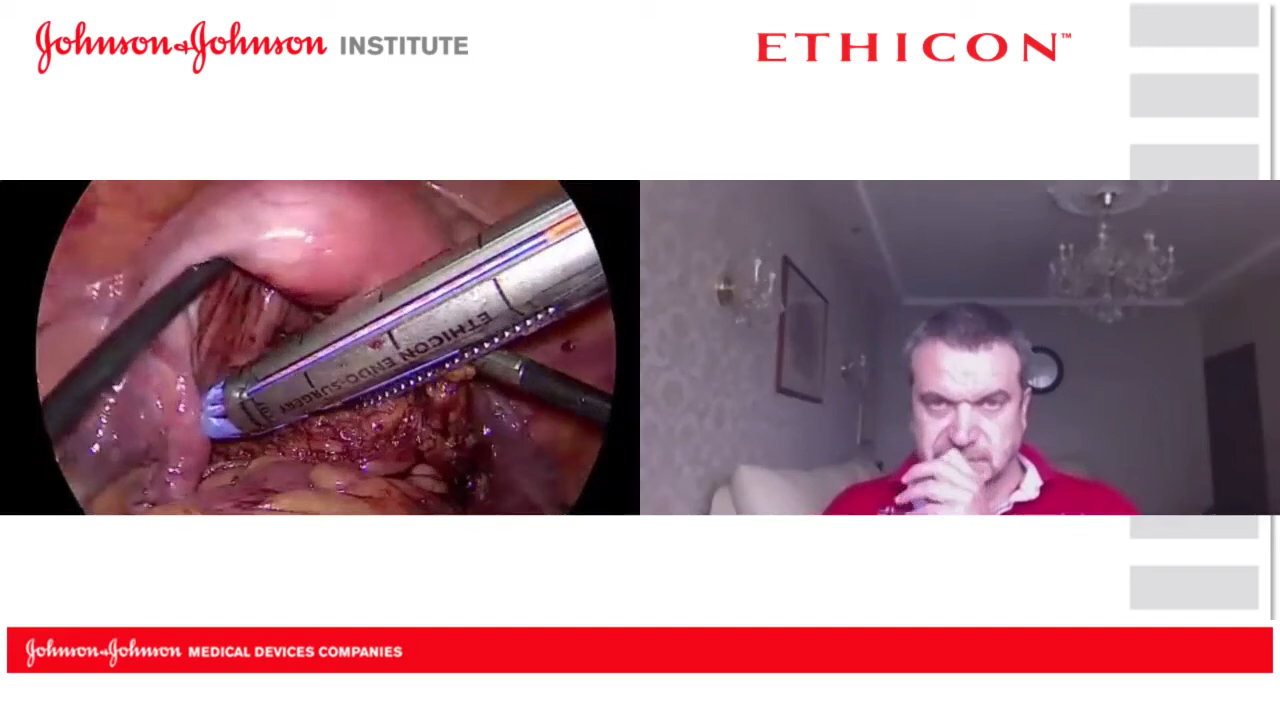 Johnson & Johnson INSTITUTE
ETHICON™
ETHICON ENDO-SURGERY
Johnson & Johnson MEDICAL DEVICES COMPANIES